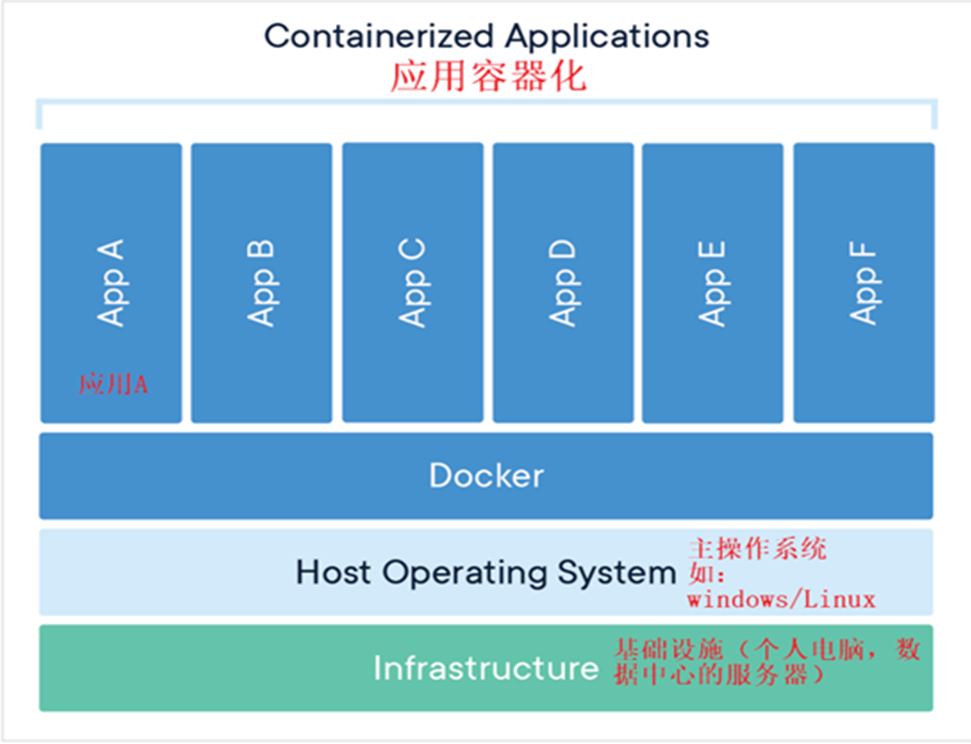 Containerized Applications
应用容器化
App A
App B
App C
App D
App E
App F
应用A
Docker
Host Operating System
主操作系统
如：
windows/Linux
Infrastructure
基础设施（个人电脑，数
据中心的服务器）